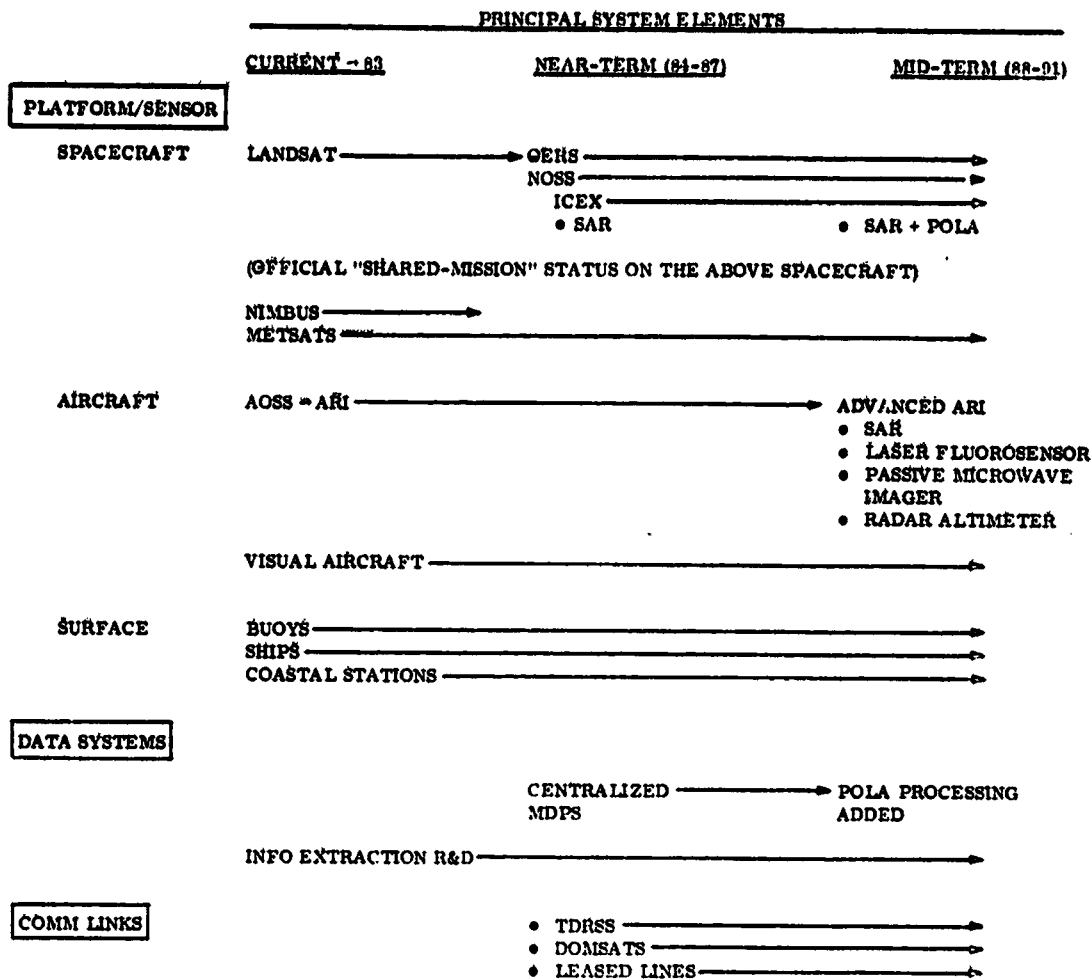 PRINCIPAL SYSTEM ELEMENTS
CURRENT - 83 NEAR-TERM (84-87) MID-TERM (88-91)
PLATFORM/SENSOR
SPACECRAFT LANDSAT OERS
NOSS
ICEX
• SAR • SAR + POLA
(OFFICIAL "SHARED-MISSION" STATUS ON THE ABOVE SPACECRAFT)
NIMBUS
METSATS
AIRCRAFT AOSS - ARI ADVANCED ARI
• SAR
• LASER FLUOROSENSOR
• PASSIVE MICROWAVE
IMAGER
• RADAR ALTIMETER
VISUAL AIRCRAFT
SURFACE BUOYS
SHIPS
COASTAL STATIONS
DATA SYSTEMS
CENTRALIZED POLA PROCESSING
MDPS ADDED
INFO EXTRACTION R&D
COMM LINKS • TDRSS
• DOMSATS
• LEASED LINES